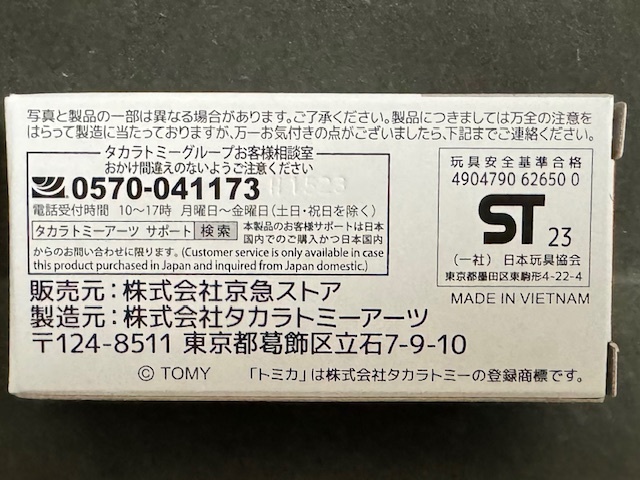 写真と製品の一部は異なる場合があります。ご了承ください。製品につきましては万全の注意を
はらって製造に当たっておりますが、万一お気付きの点がございましたら、下記までご連絡ください。
タカラトミーグループお客様相談室
おかけ間違えのないようご注意ください
0570-041173
電話受付時間 10〜17時 月曜日〜金曜日(土日・祝日を除く)
タカラトミーアーツ サポート 検索
本製品のお客様サポートは日本
国内でのご購入かつ日本国内
からのお問い合わせに限ります。(Customer service is only available in case
this product purchased in Japan and inquired from Japan domestic.)
玩具安全基準合格
4904790 62650 0
ST 23
(一社) 日本玩具協会
東京都墨田区東駒形4-22-4
MADE IN VIETNAM
販売元:株式会社京急ストア
製造元:株式会社タカラトミーアーツ
〒124-8511 東京都葛飾区立石7-9-10
© TOMY 「トミカ」は株式会社タカラトミーの登録商標です。